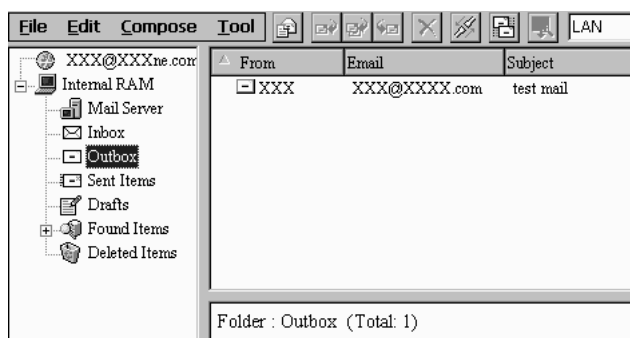 File Edit Compose Tool LAN
XXX@XXXne.com
Internal RAM
Mail Server
Inbox
Outbox
Sent Items
Drafts
Found Items
Deleted Items
From Email Subject
XXX XXX@XXXX.com test mail
Folder : Outbox (Total: 1)